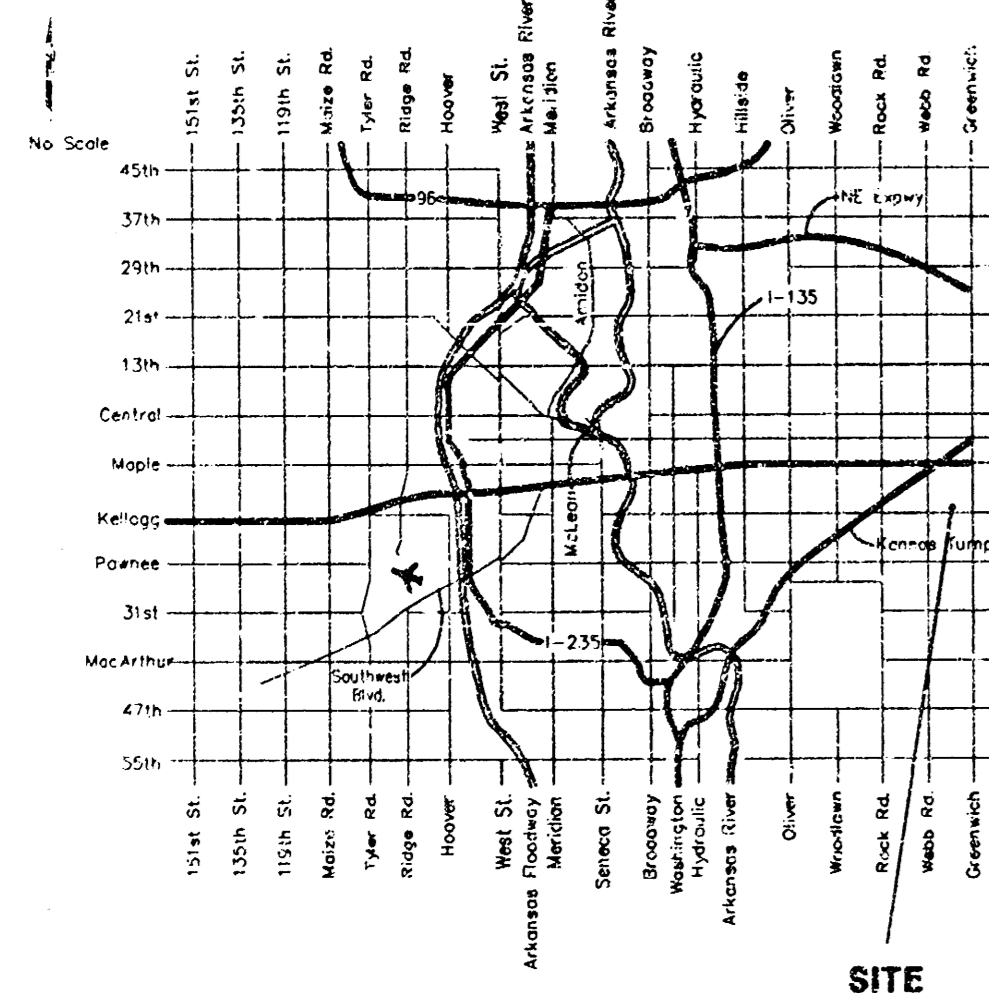 No Scale
151st St.
135th St.
119th St.
Maize Rd.
Tyler Rd.
Ridge Rd.
Hoover
West St.
Arkansas River
Meridian
Arkansas River
Broadway
Hydraulic
Hillside
Oliver
Woodlawn
Rock Rd.
Webb Rd.
Greenwich
45th
37th
29th
21st
13th
Central
Maple
Kellogg
Pawnee
31st
MacArthur
47th
55th
96
NE Expwy
I-135
Amidon
McLean
Kansas Turnp
I-235
Southwest
Blvd.
151st St.
135th St.
119th St.
Maize Rd.
Tyler Rd.
Ridge Rd.
Hoover
West St.
Arkansas Floodway
Meridian
Seneca St.
Broadway
Washington
Hydraulic
Arkansas River
Oliver
Woodlawn
Rock Rd.
Webb Rd.
Greenwich
SITE